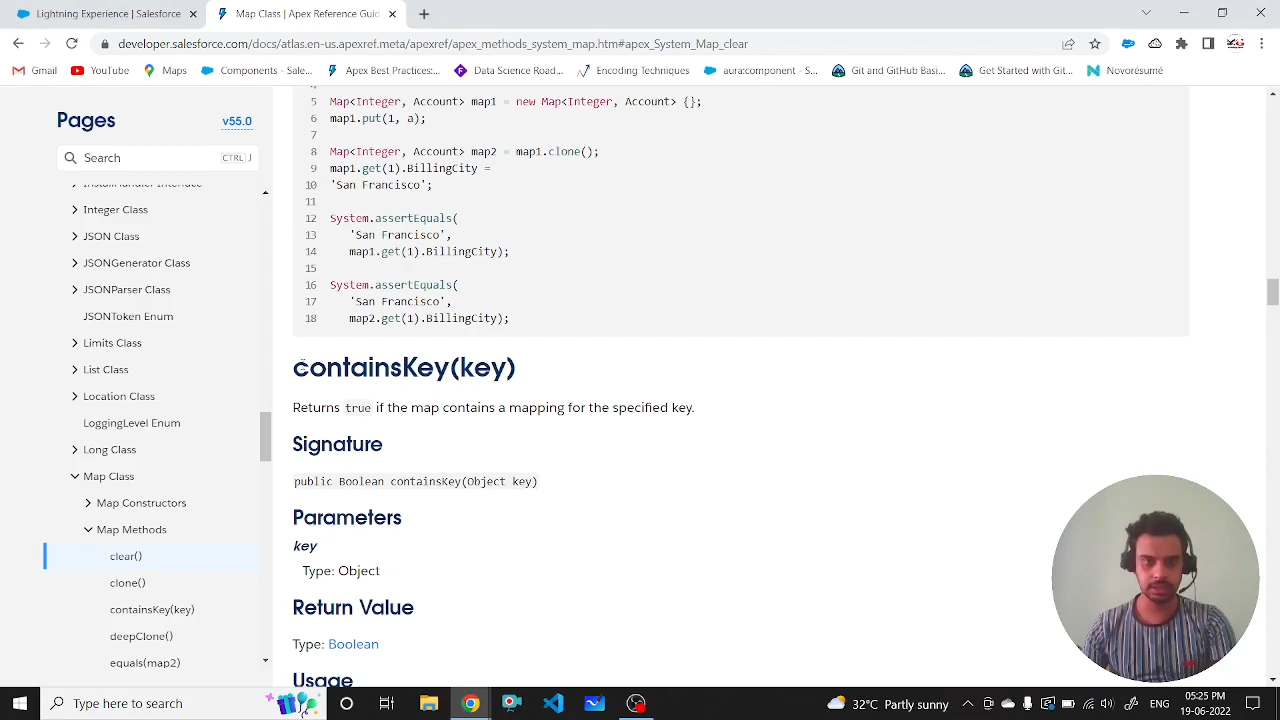 Lightning Experience | Salesforce
Map Class | Apex Reference Guid
developer.salesforce.com/docs/atlas.en-us.apexref.meta/apexref/apex_methods_system_map.htm#apex_System_Map_clear
Gmail
YouTube
Maps
Components - Sale...
Apex Best Practices:...
Data Science Road...
Encoding Techniques
aura:component - S...
Git and GitHub Basi...
Get Started with Git...
Novorésumé
Pages
v55.0
Search
CTRL J
InstallHandler Interface
Integer Class
JSON Class
JSONGenerator Class
JSONParser Class
JSONToken Enum
Limits Class
List Class
Location Class
LoggingLevel Enum
Long Class
Map Class
Map Constructors
Map Methods
clear()
clone()
containsKey(key)
deepClone()
equals(map2)
5 Map<Integer, Account> map1 = new Map<Integer, Account> {};
6 map1.put(1, a);
7
8 Map<Integer, Account> map2 = map1.clone();
9 map1.get(1).BillingCity =
10 'San Francisco';
11
12 System.assertEquals(
13 'San Francisco',
14 map1.get(1).BillingCity);
15
16 System.assertEquals(
17 'San Francisco',
18 map2.get(1).BillingCity);
containsKey(key)
Returns true if the map contains a mapping for the specified key.
Signature
public Boolean containsKey(Object key)
Parameters
key
Type: Object
Return Value
Type: Boolean
Usage
Type here to search
32°C Partly sunny
ENG
05:25 PM
19-06-2022